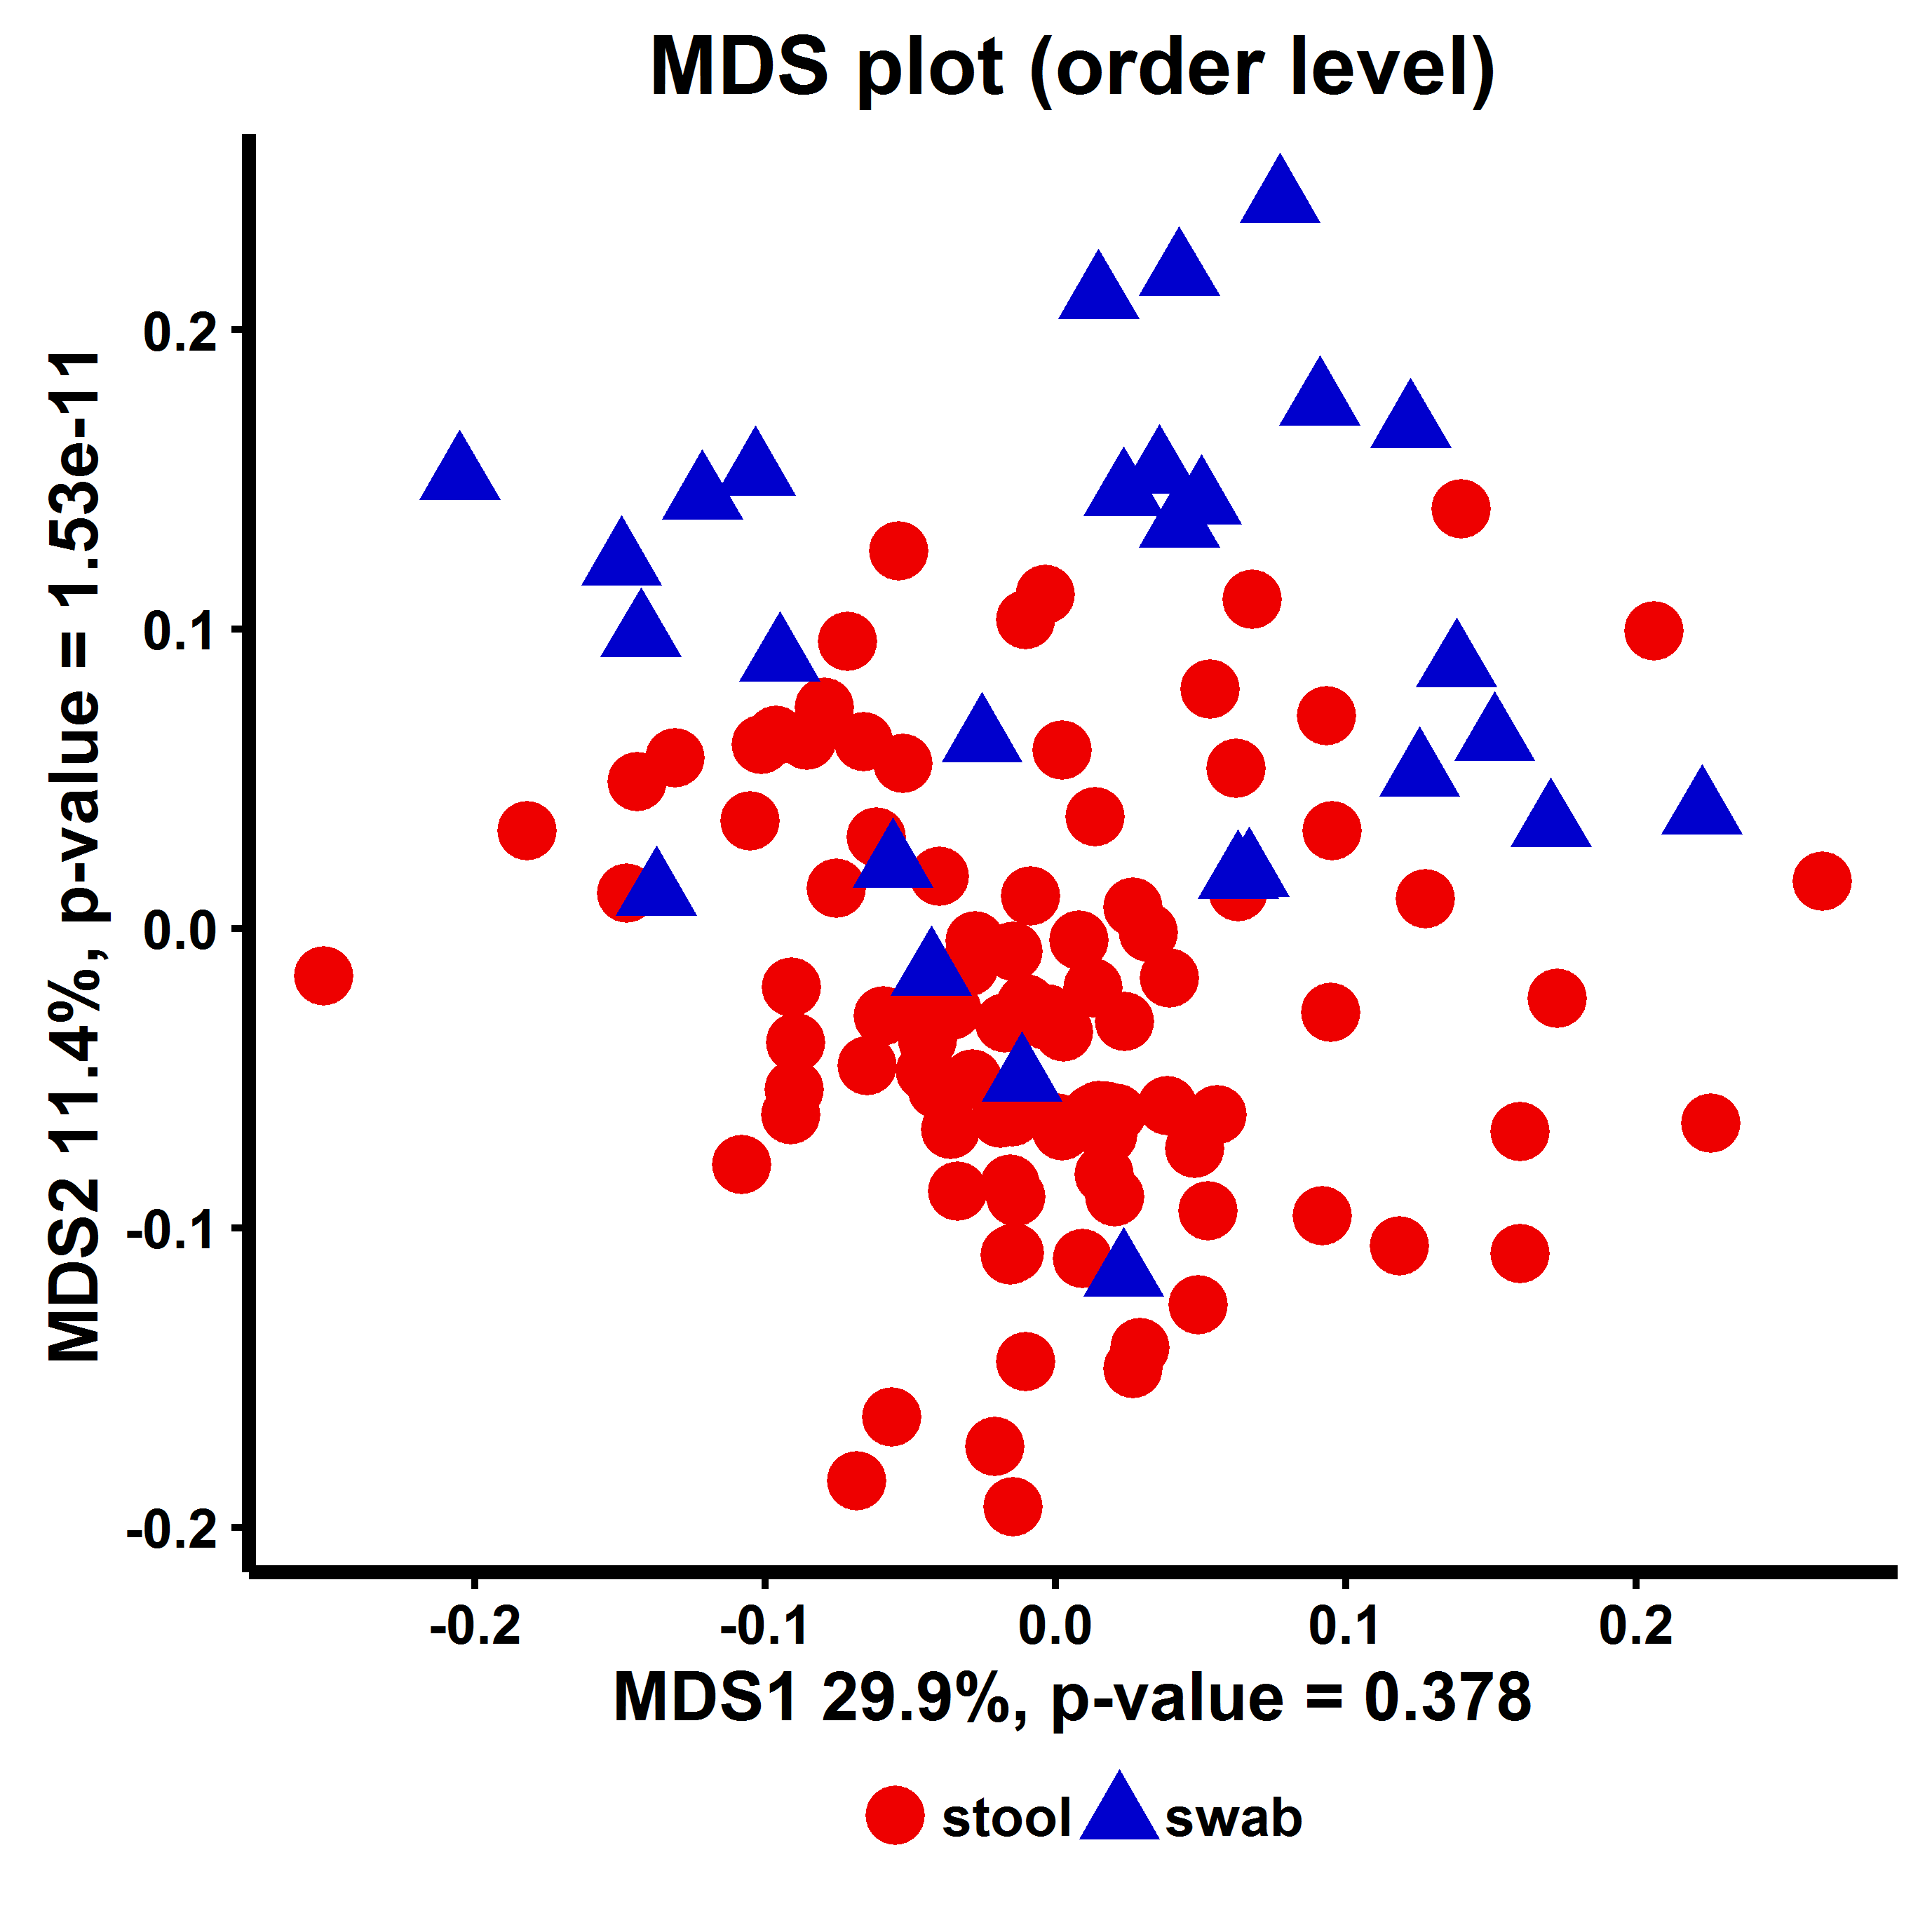 MDS plot (order level)
MDS2 11.4%, p-value = 1.53e-11
0.2
0.1
0.0
-0.1
-0.2
-0.2 -0.1 0.0 0.1 0.2
MDS1 29.9%, p-value = 0.378
stool swab